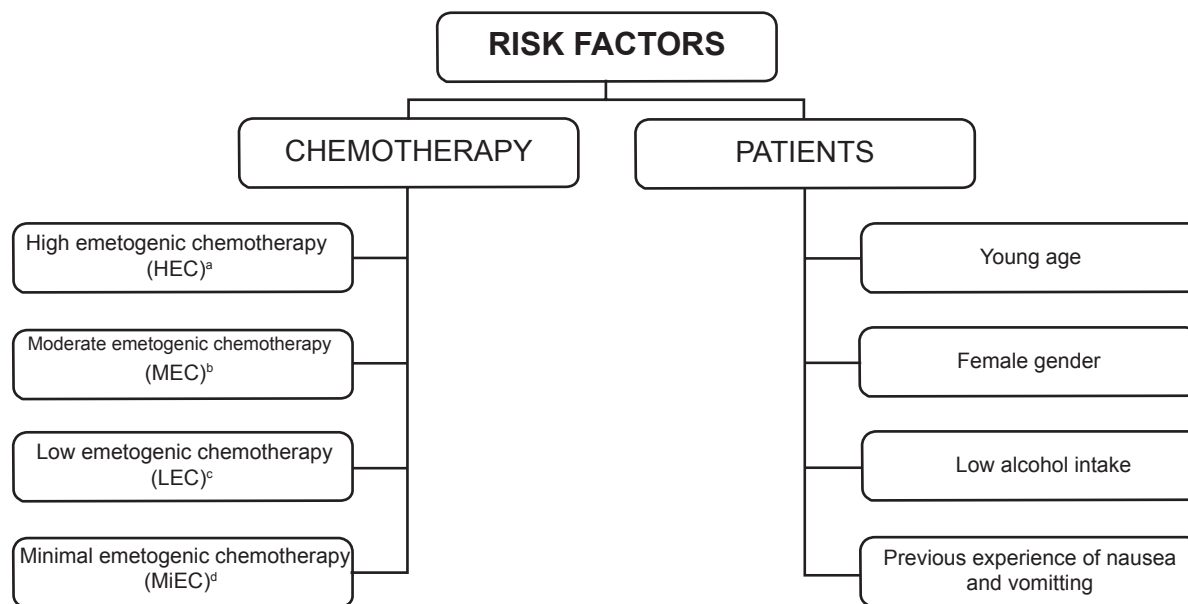 RISK FACTORS
CHEMOTHERAPY
High emetogenic chemotherapy
(HEC)ᵃ
Moderate emetogenic chemotherapy
(MEC)ᵇ
Low emetogenic chemotherapy
(LEC)ᶜ
Minimal emetogenic chemotherapy
(MiEC)ᵈ
PATIENTS
Young age
Female gender
Low alcohol intake
Previous experience of nausea
and vomitting